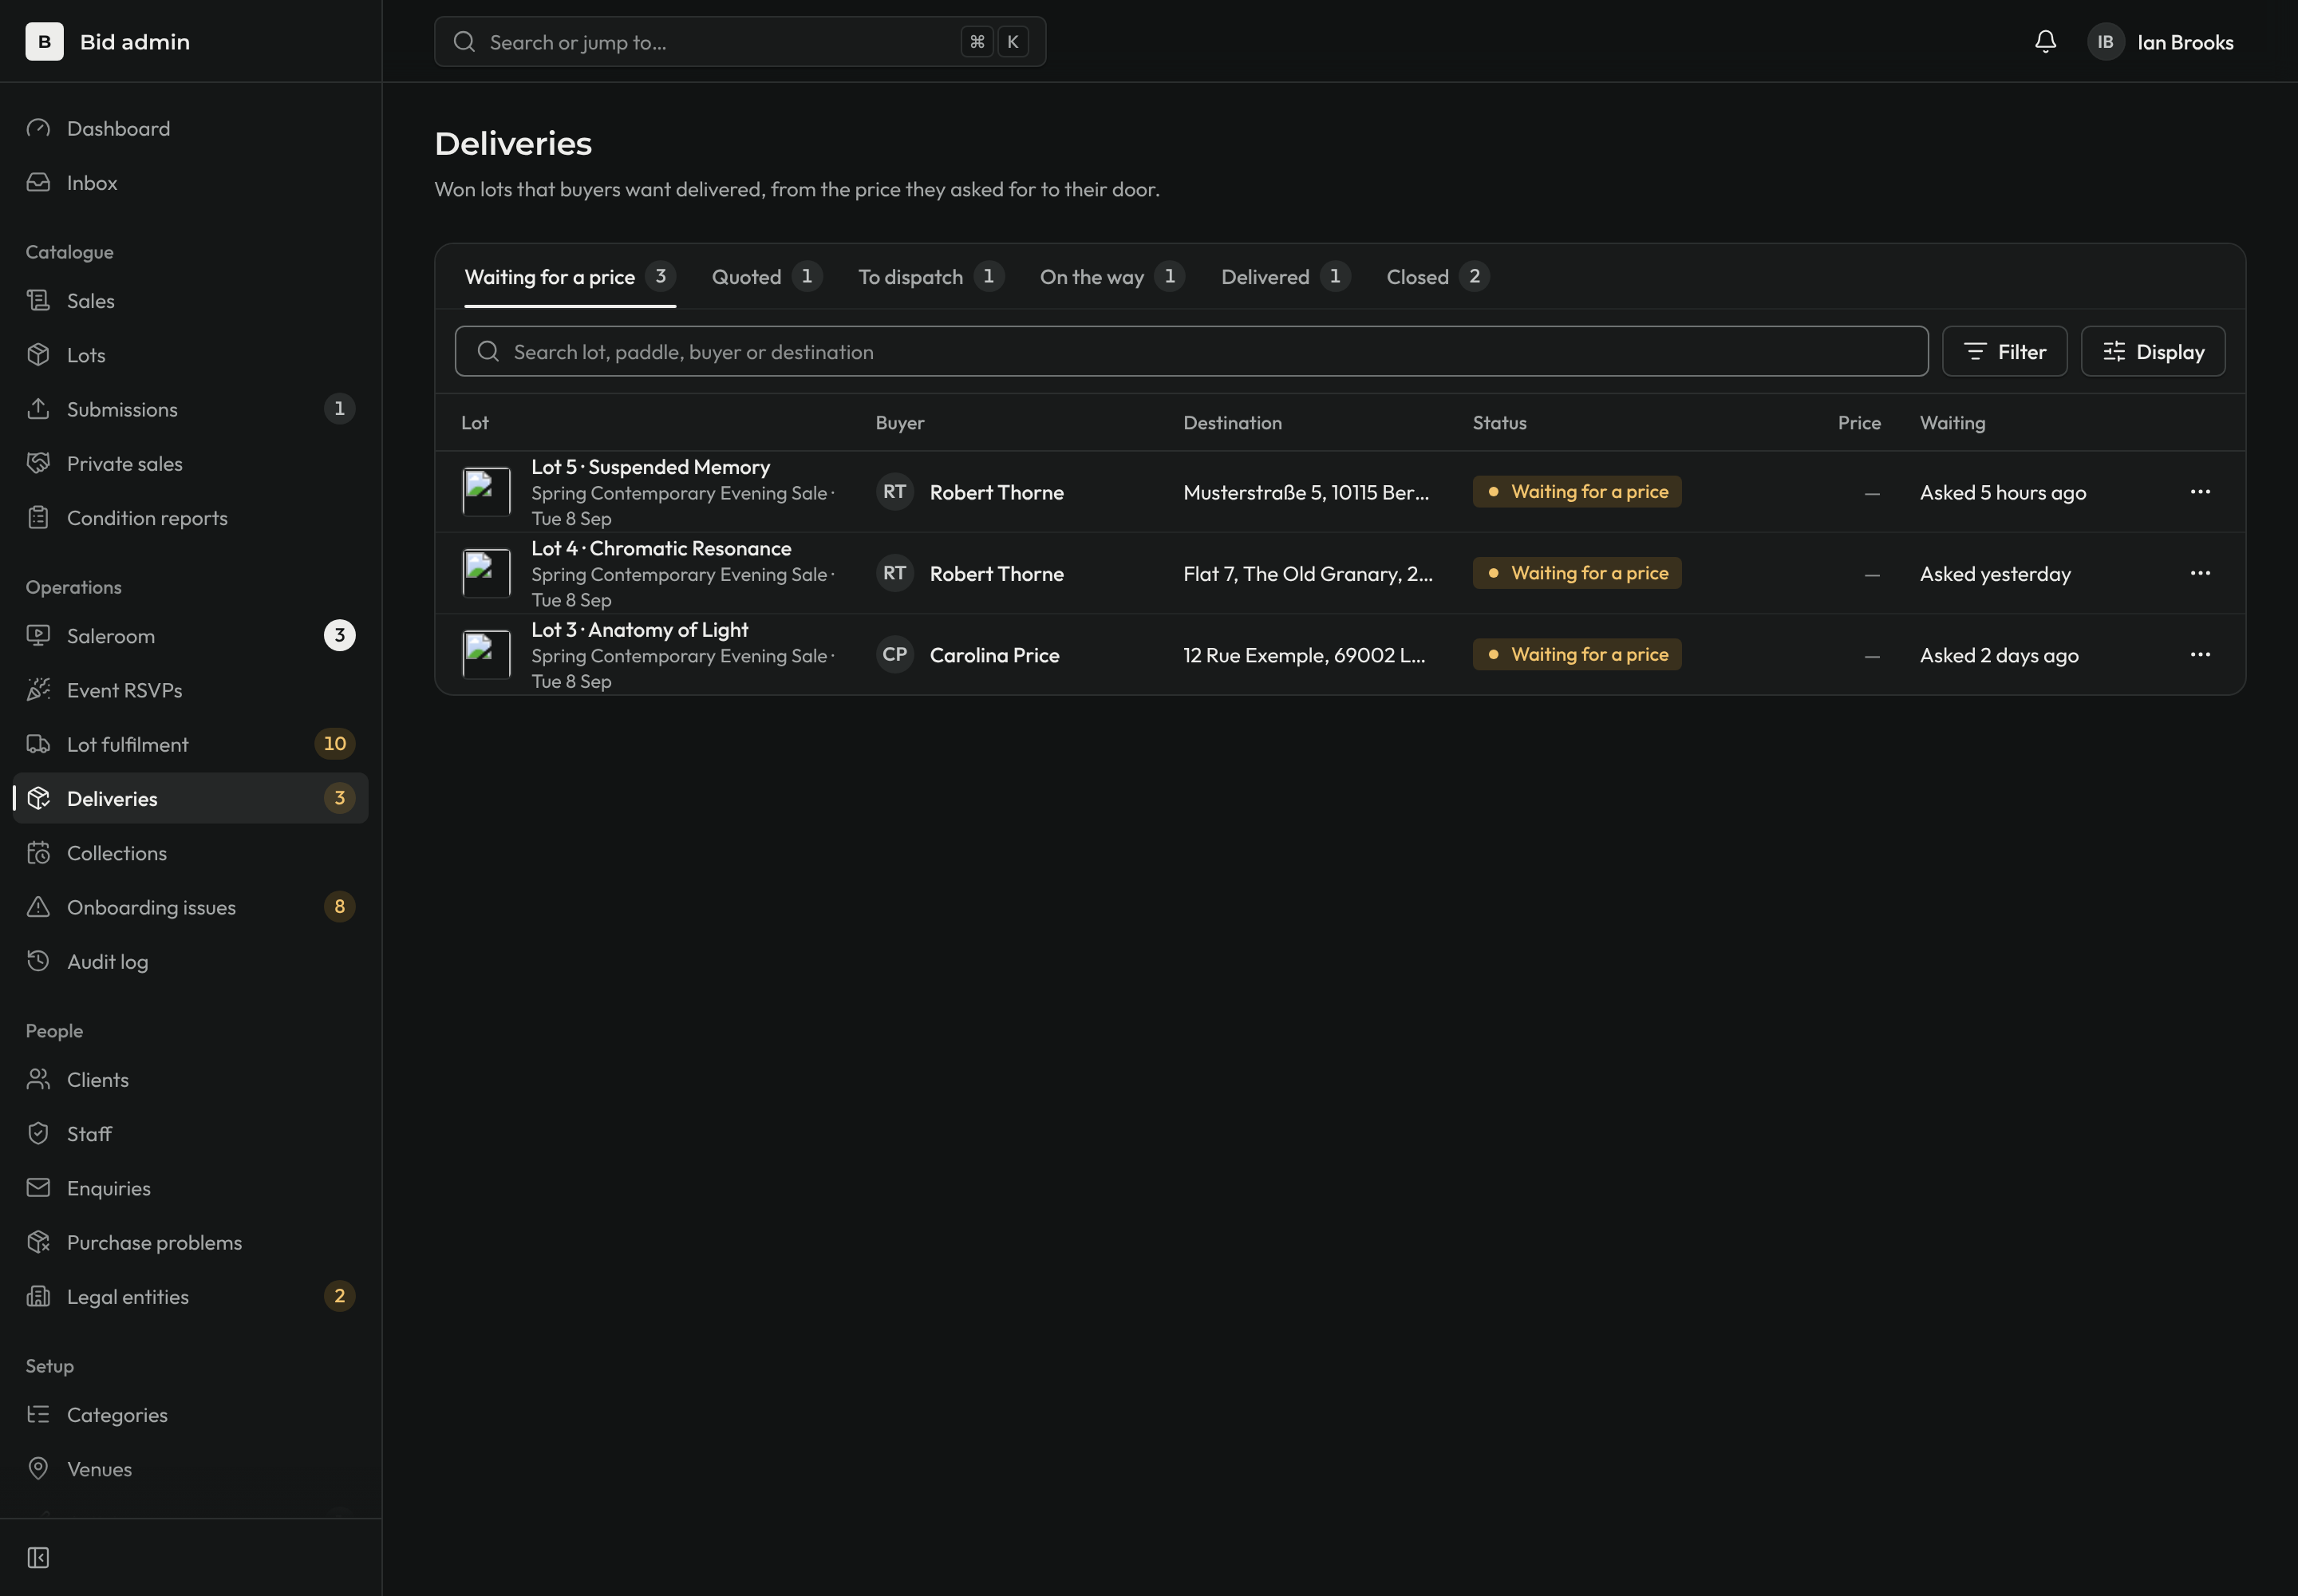 B Bid admin
Search or jump to...
⌘ K
IB Ian Brooks
Dashboard
Inbox
Catalogue
Sales
Lots
Submissions 1
Private sales
Condition reports
Operations
Saleroom 3
Event RSVPs
Lot fulfilment 10
Deliveries 3
Collections
Onboarding issues 8
Audit log
People
Clients
Staff
Enquiries
Purchase problems
Legal entities 2
Setup
Categories
Venues
Deliveries
Won lots that buyers want delivered, from the price they asked for to their door.
Waiting for a price 3 Quoted 1 To dispatch 1 On the way 1 Delivered 1 Closed 2
Search lot, paddle, buyer or destination
Filter
Display
Lot Buyer Destination Status Price Waiting
Lot 5 · Suspended Memory
Spring Contemporary Evening Sale ·
Tue 8 Sep
RT Robert Thorne
Musterstraße 5, 10115 Ber...
Waiting for a price
—
Asked 5 hours ago
Lot 4 · Chromatic Resonance
Spring Contemporary Evening Sale ·
Tue 8 Sep
RT Robert Thorne
Flat 7, The Old Granary, 2...
Waiting for a price
—
Asked yesterday
Lot 3 · Anatomy of Light
Spring Contemporary Evening Sale ·
Tue 8 Sep
CP Carolina Price
12 Rue Exemple, 69002 L...
Waiting for a price
—
Asked 2 days ago